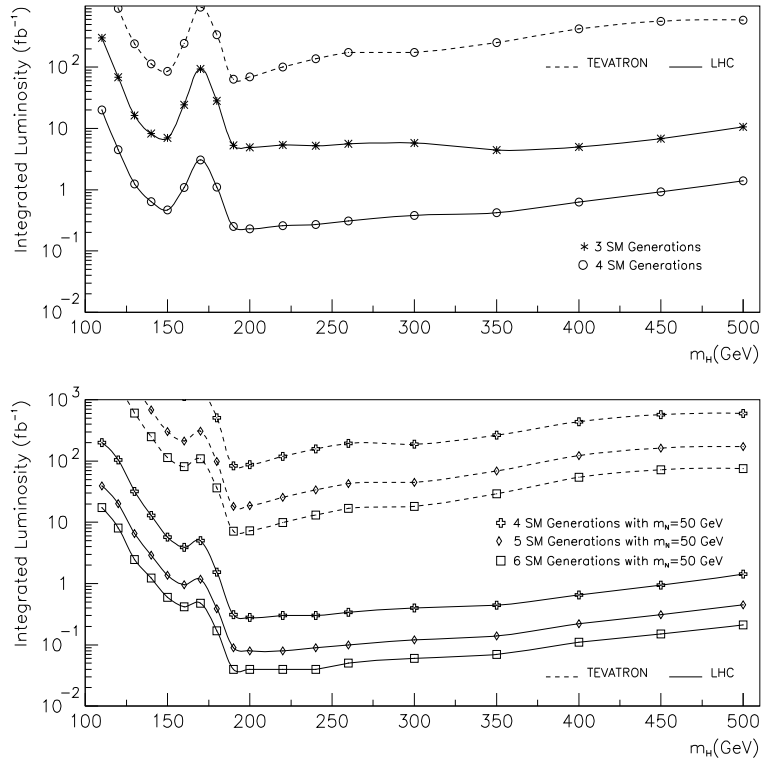 Integrated Luminosity (fb⁻¹)
10²
10
1
10⁻¹
10⁻²
TEVATRON LHC
3 SM Generations
4 SM Generations
100 150 200 250 300 350 400 450 500
m_H(GeV)
Integrated Luminosity (fb⁻¹)
10³
10²
10
1
10⁻¹
10⁻²
4 SM Generations with m_N=50 GeV
5 SM Generations with m_N=50 GeV
6 SM Generations with m_N=50 GeV
TEVATRON LHC
100 150 200 250 300 350 400 450 500
m_H(GeV)